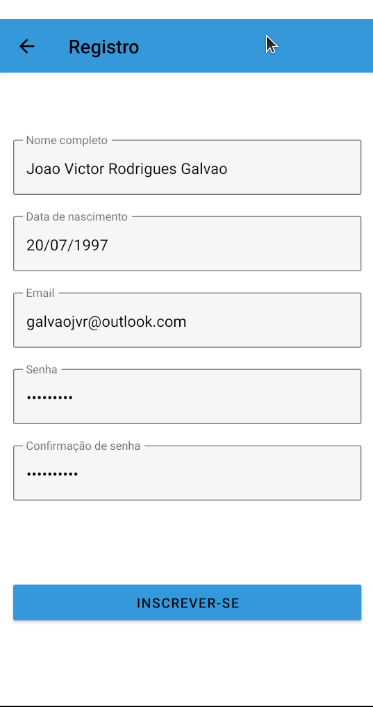 Registro
Nome completo
Joao Victor Rodrigues Galvao
Data de nascimento
20/07/1997
Email
galvaojvr@outlook.com
Senha
•••••••••
Confirmação de senha
••••••••••
INSCREVER-SE